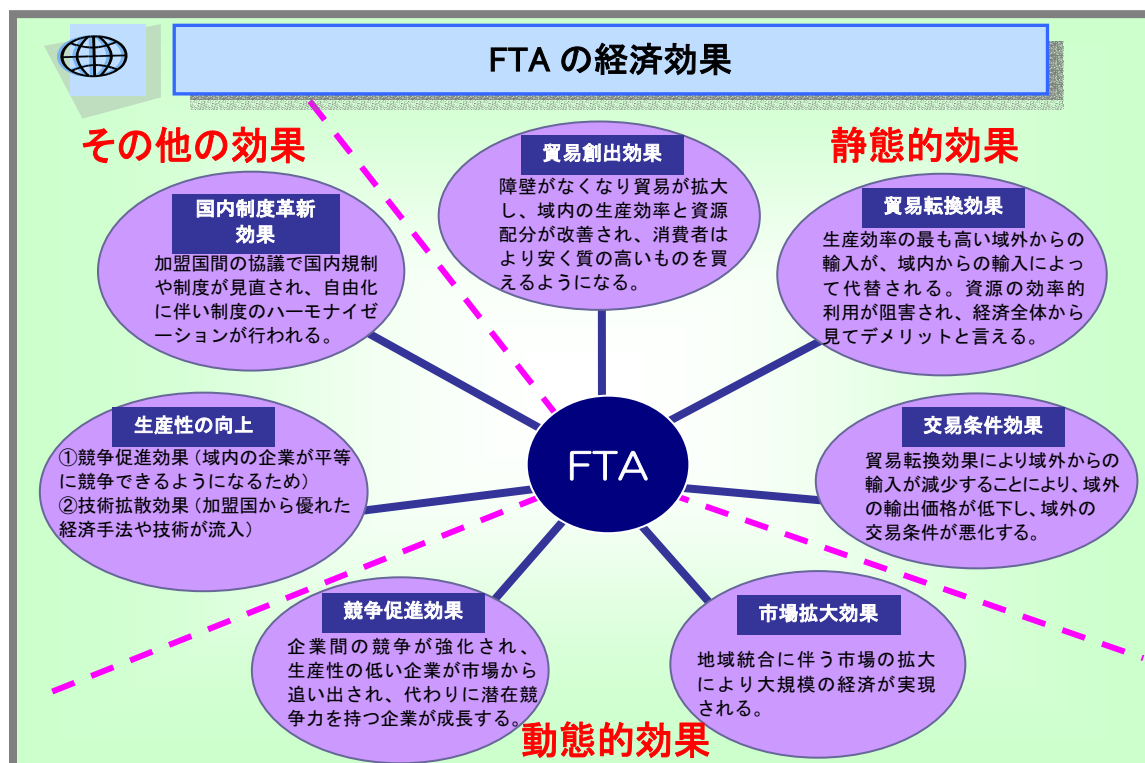 FTAの経済効果
その他の効果
静態的効果
貿易創出効果
障壁がなくなり貿易が拡大
し、域内の生産効率と資源
配分が改善され、消費者は
より安く質の高いものを買
えるようになる。
貿易転換効果
生産効率の最も高い域外からの
輸入が、域内からの輸入によっ
て代替される。資源の効率的
利用が阻害され、経済全体から
見てデメリットと言える。
国内制度革新
効果
加盟国間の協議で国内規制
や制度が見直され、自由化
に伴い制度のハーモナイゼ
ーションが行われる。
生産性の向上
①競争促進効果(域内の企業が平等
に競争できるようになるため)
②技術拡散効果(加盟国から優れた
経済手法や技術が流入)
FTA
交易条件効果
貿易転換効果により域外からの
輸入が減少することにより、域外
の輸出価格が低下し、域外の
交易条件が悪化する。
競争促進効果
企業間の競争が強化され、
生産性の低い企業が市場から
追い出され、代わりに潜在競
争力を持つ企業が成長する。
市場拡大効果
地域統合に伴う市場の拡大
により大規模の経済が実現
される。
動態的効果